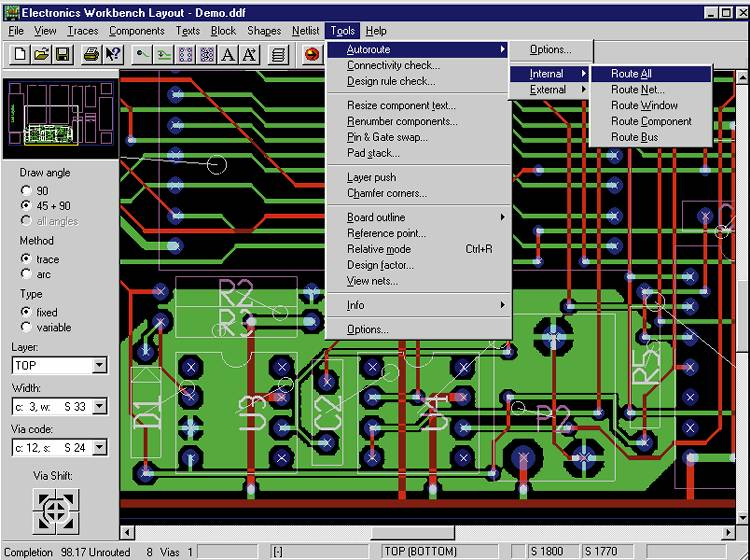 Electronics Workbench Layout - Demo.ddf
File View Traces Components Texts Block Shapes Netlist Tools Help
A A
Autoroute
Connectivity check...
Design rule check...
Resize component text...
Renumber components...
Pin & Gate swap...
Pad stack...
Layer push
Chamfer corners...
Board outline
Reference point...
Relative mode Ctrl+R
Design factor...
View nets...
Info
Options...
Options...
Internal
External
Route All
Route Net...
Route Window
Route Component
Route Bus
Draw angle
90
45 + 90
all angles
Method
trace
arc
Type
fixed
variable
Layer:
TOP
Width:
c: 3, w: S 33
Via code:
c: 12, s: S 24
Via Shift:
R2
R3
D1
U3
C2
U4
P2
R5
Completion 98.17 Unrouted 8 Vias 1 [-] TOP (BOTTOM) S 1800 S 1770